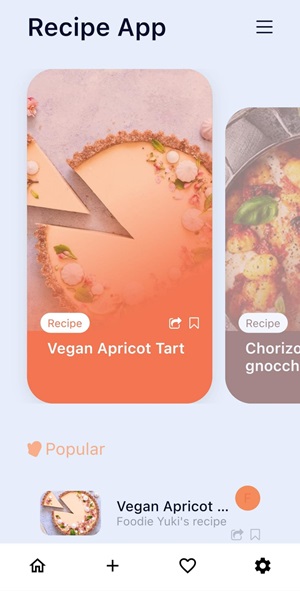 Recipe App
Recipe
Vegan Apricot Tart
Recipe
Chorizo
gnocch
Popular
Vegan Apricot ...
F
Foodie Yuki's recipe